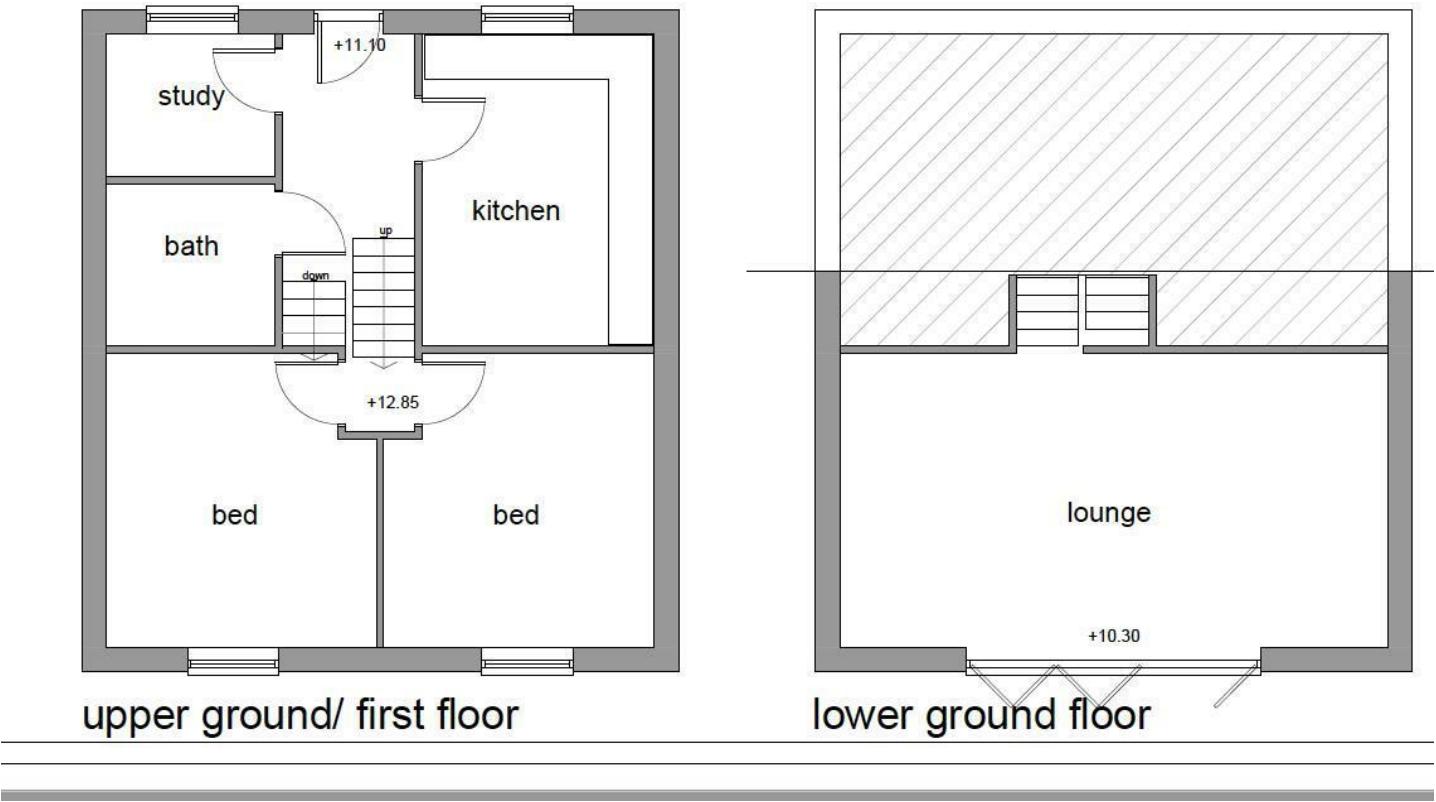 +11.10
study
kitchen
up
bath
down
+12.85
bed
bed
upper ground/ first floor
lounge
+10.30
lower ground floor